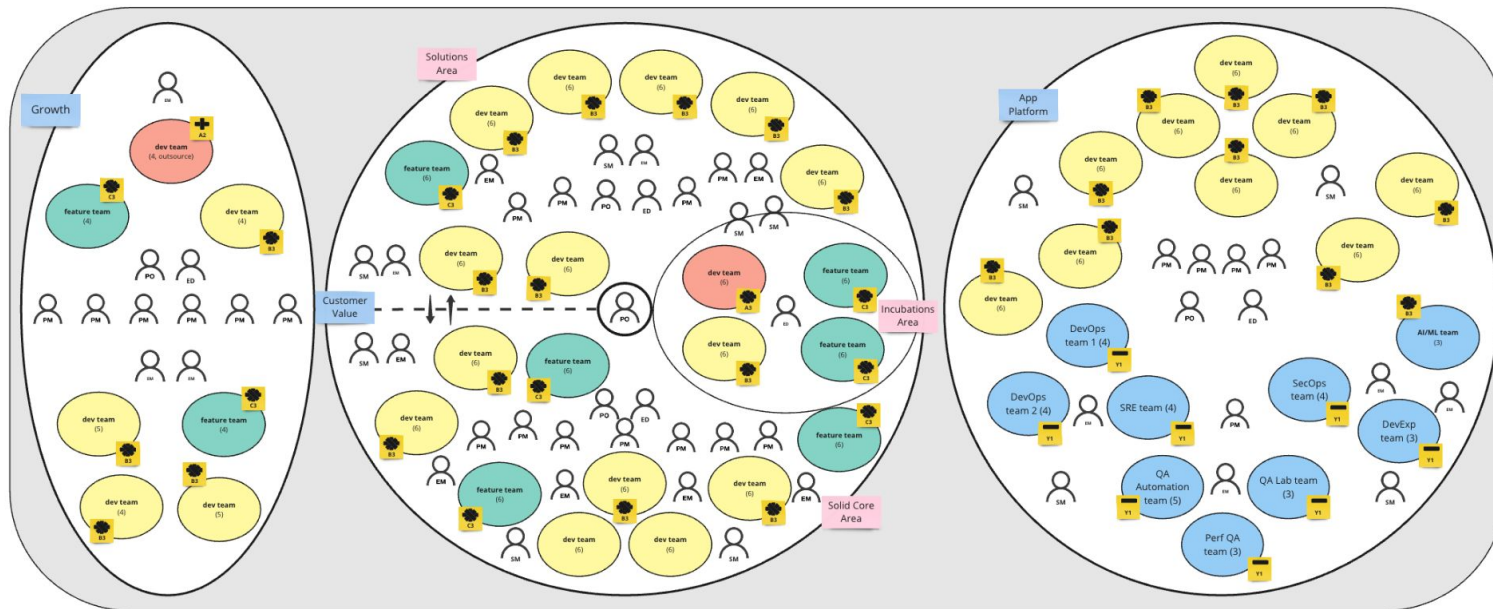 Growth
EM
A2
dev team
(4, outsource)
C3
feature team
(4)
dev team
(4)
B3
PO
ED
PM
PM
PM
PM
PM
PM
EM
EM
dev team
(5)
B3
C3
feature team
(4)
B3
dev team
(4)
B3
dev team
(5)
Solutions
Area
dev team
(6)
B3
dev team
(6)
B3
dev team
(6)
B3
dev team
(6)
B3
feature team
(6)
C3
EM
SM
EM
PM
EM
dev team
(6)
B3
PM
PM
PO
ED
PM
SM
SM
SM
EM
dev team
(6)
B3
dev team
(6)
B3
Customer
Value
PO
dev team
(6)
A3
feature team
(6)
C3
ED
Incubations
Area
dev team
(6)
B3
feature team
(6)
C3
SM
EM
dev team
(6)
B3
feature team
(6)
C3
PO
ED
dev team
(6)
B3
PM
PM
PM
PM
PM
PM
PM
C3
feature team
(6)
EM
feature team
(6)
C3
EM
dev team
(6)
B3
EM
dev team
(6)
B3
EM
Solid Core
Area
SM
dev team
(6)
dev team
(6)
SM
App
Platform
dev team
(6)
B3
B3
dev team
(6)
B3
dev team
(6)
dev team
(6)
B3
B3
dev team
(6)
SM
SM
dev team
(6)
B3
dev team
(6)
B3
dev team
(6)
B3
B3
dev team
(6)
PM
PM
PM
PM
PO
ED
DevOps
team 1 (4)
Y1
B3
AI/ML team
(3)
DevOps
team 2 (4)
Y1
EM
SRE team (4)
Y1
PM
SecOps
team (4)
Y1
EM
EM
DevExp
team (3)
Y1
SM
QA
Automation
team (5)
Y1
EM
QA Lab team
(3)
Y1
SM
Perf QA
team (3)
Y1